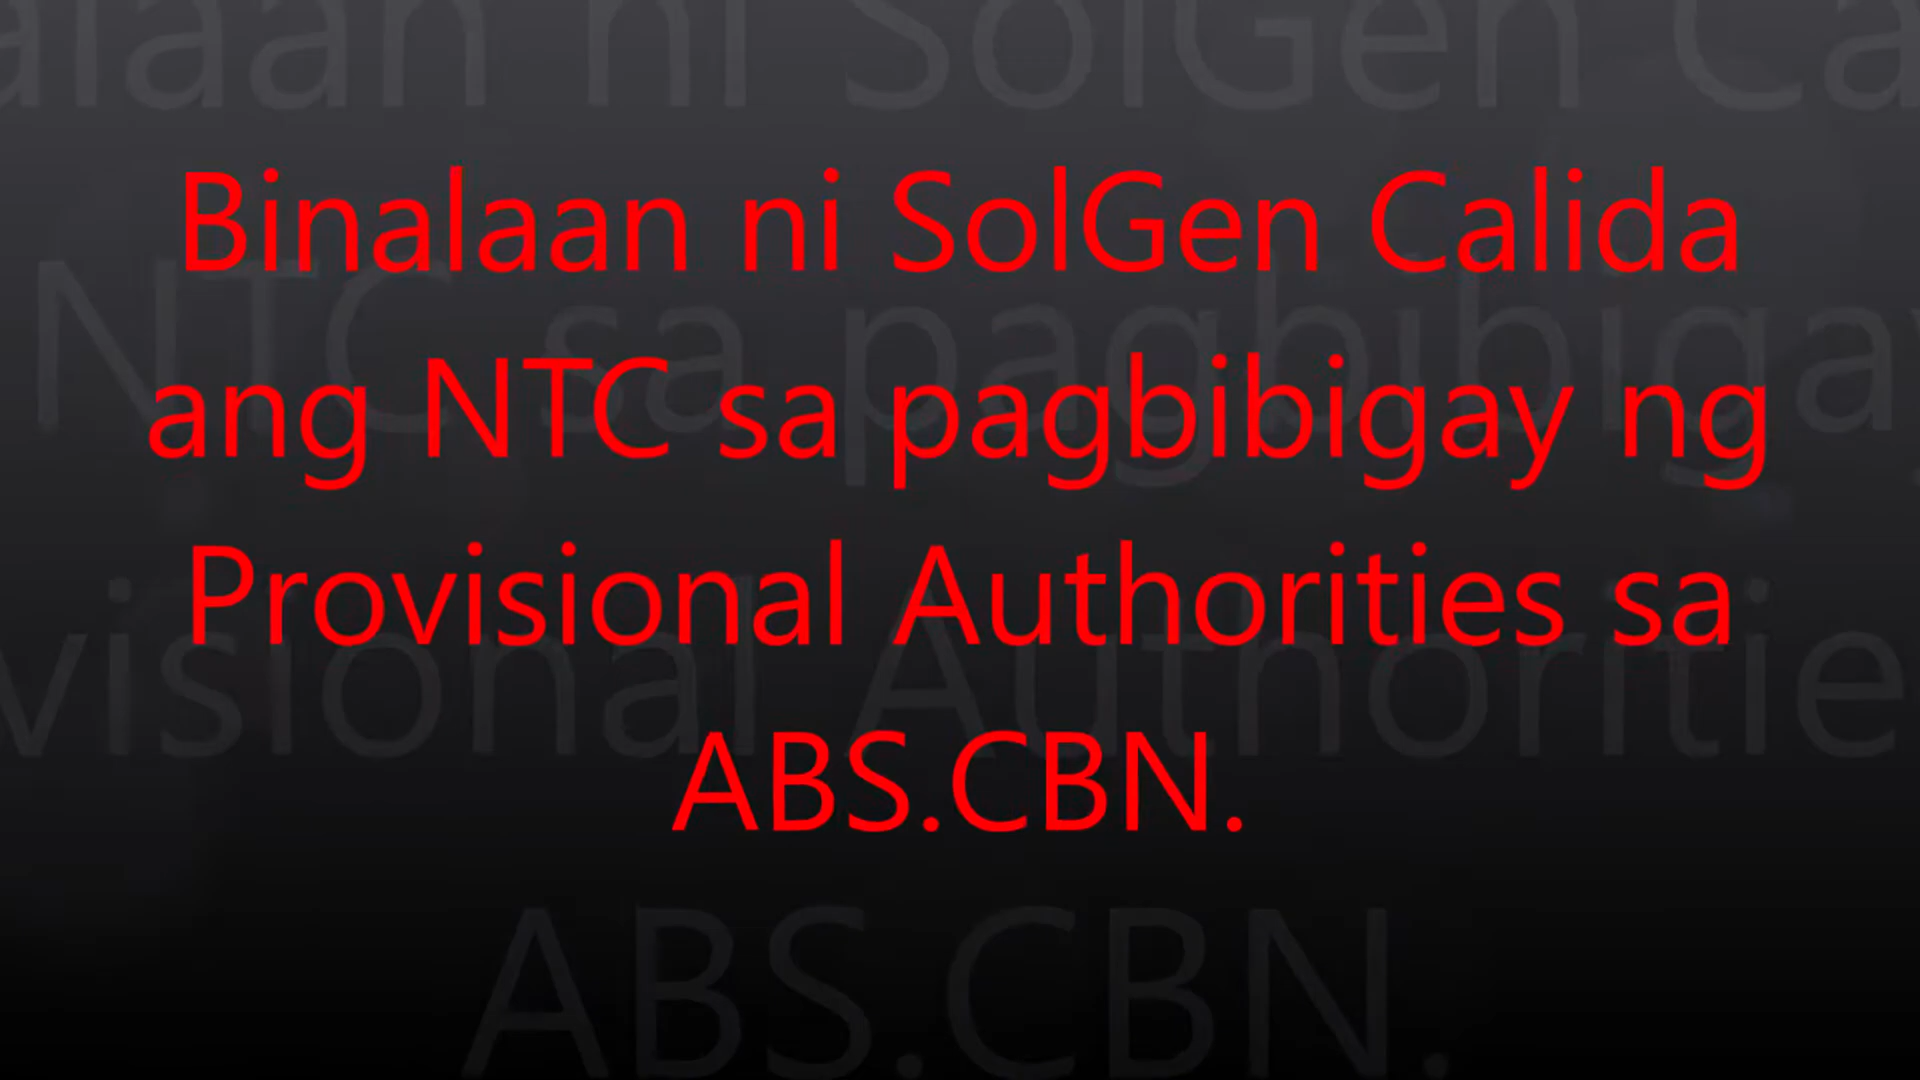 Binalaan ni SolGen Calida
ang NTC sa pagbibigay ng
Provisional Authorities sa
ABS.CBN.